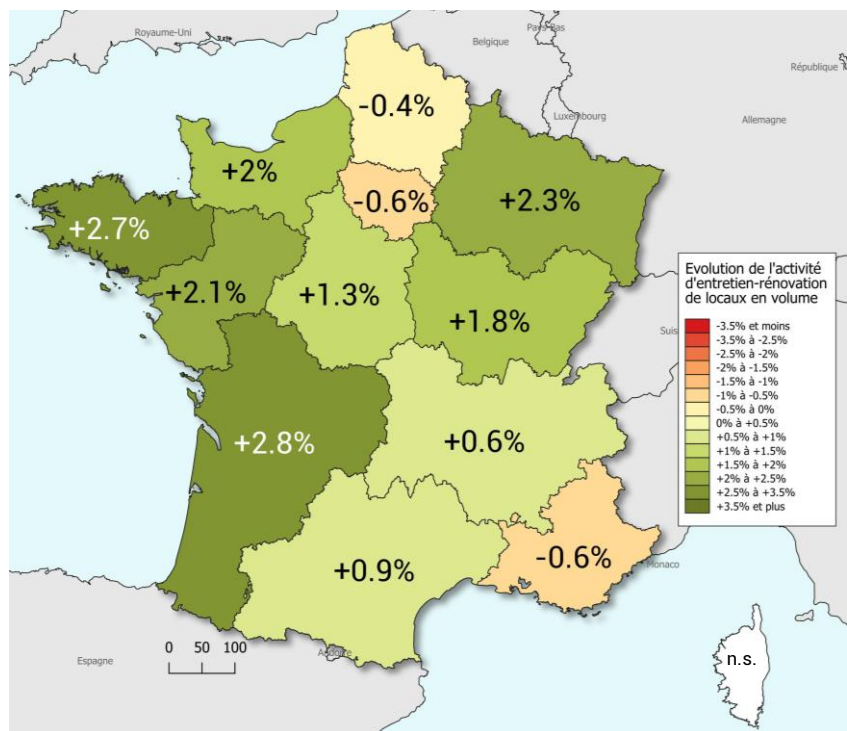 Royaume-Uni
Pays-Bas
Belgique
République T
Luxembourg
Allemagne
-0.4%
+2%
-0.6%
+2.3%
+2.7%
+2.1%
+1.3%
+1.8%
Suis
Evolution de l'activité
d'entretien-rénovation
de locaux en volume
-3.5% et moins
-3.5% à -2.5%
-2.5% à -2%
-2% à -1.5%
-1.5% à -1%
-1% à -0.5%
-0.5% à 0%
0% à +0.5%
+0.5% à +1%
+1% à +1.5%
+1.5% à +2%
+2% à +2.5%
+2.5% à +3.5%
+3.5% et plus
+2.8%
+0.6%
+0.9%
-0.6%
Monaco
Espagne
0 50 100
Andorre
n.s.